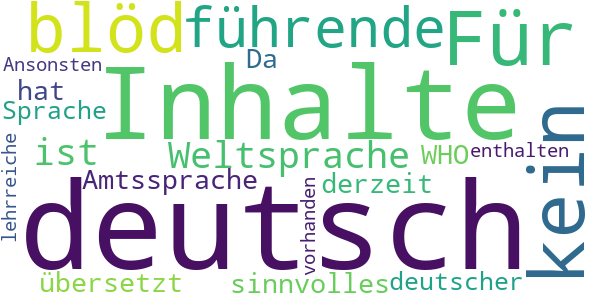 blöd
führende
Für
Ansonsten
Da
hat
Inhalte
Sprache
kein
ist
Weltsprache
WHO
enthalten
lehrreiche
Amtssprache
vorhanden
derzeit
deutsch
übersetzt
sinnvolles
deutscher